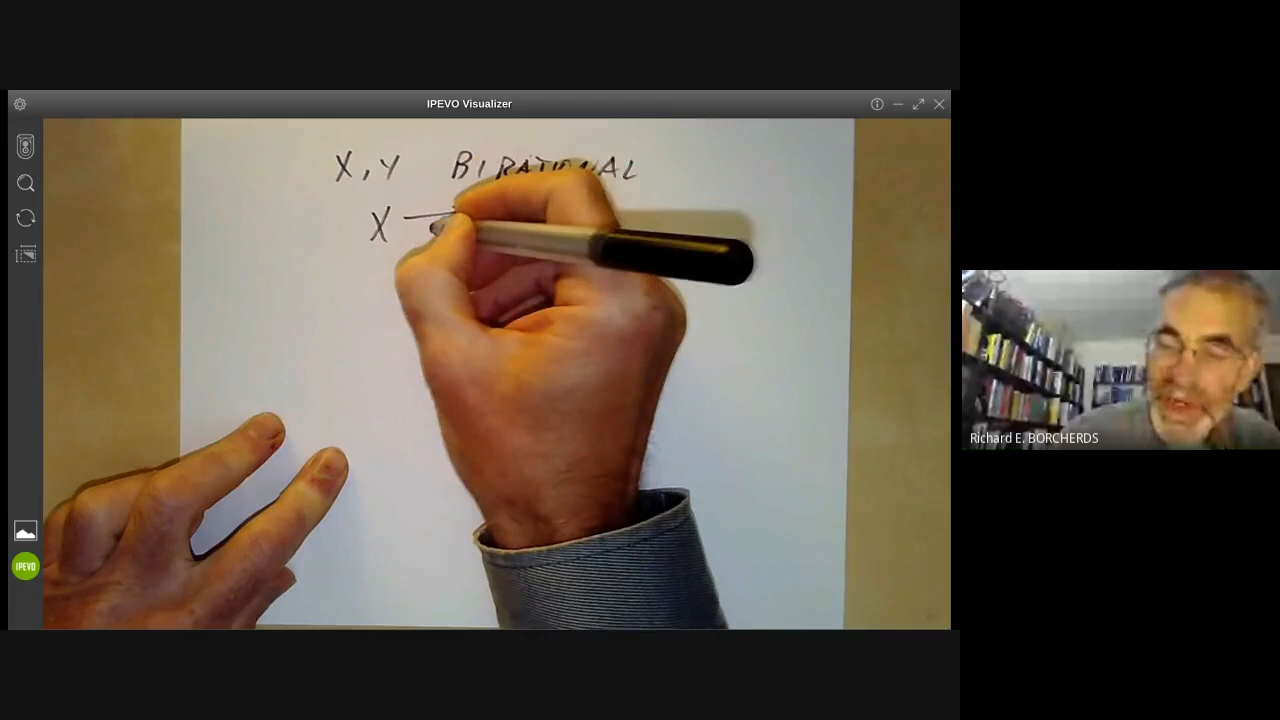 IPEVO Visualizer
X, Y BIRATIONAL
X
IPEVO
Richard E. BORCHERDS